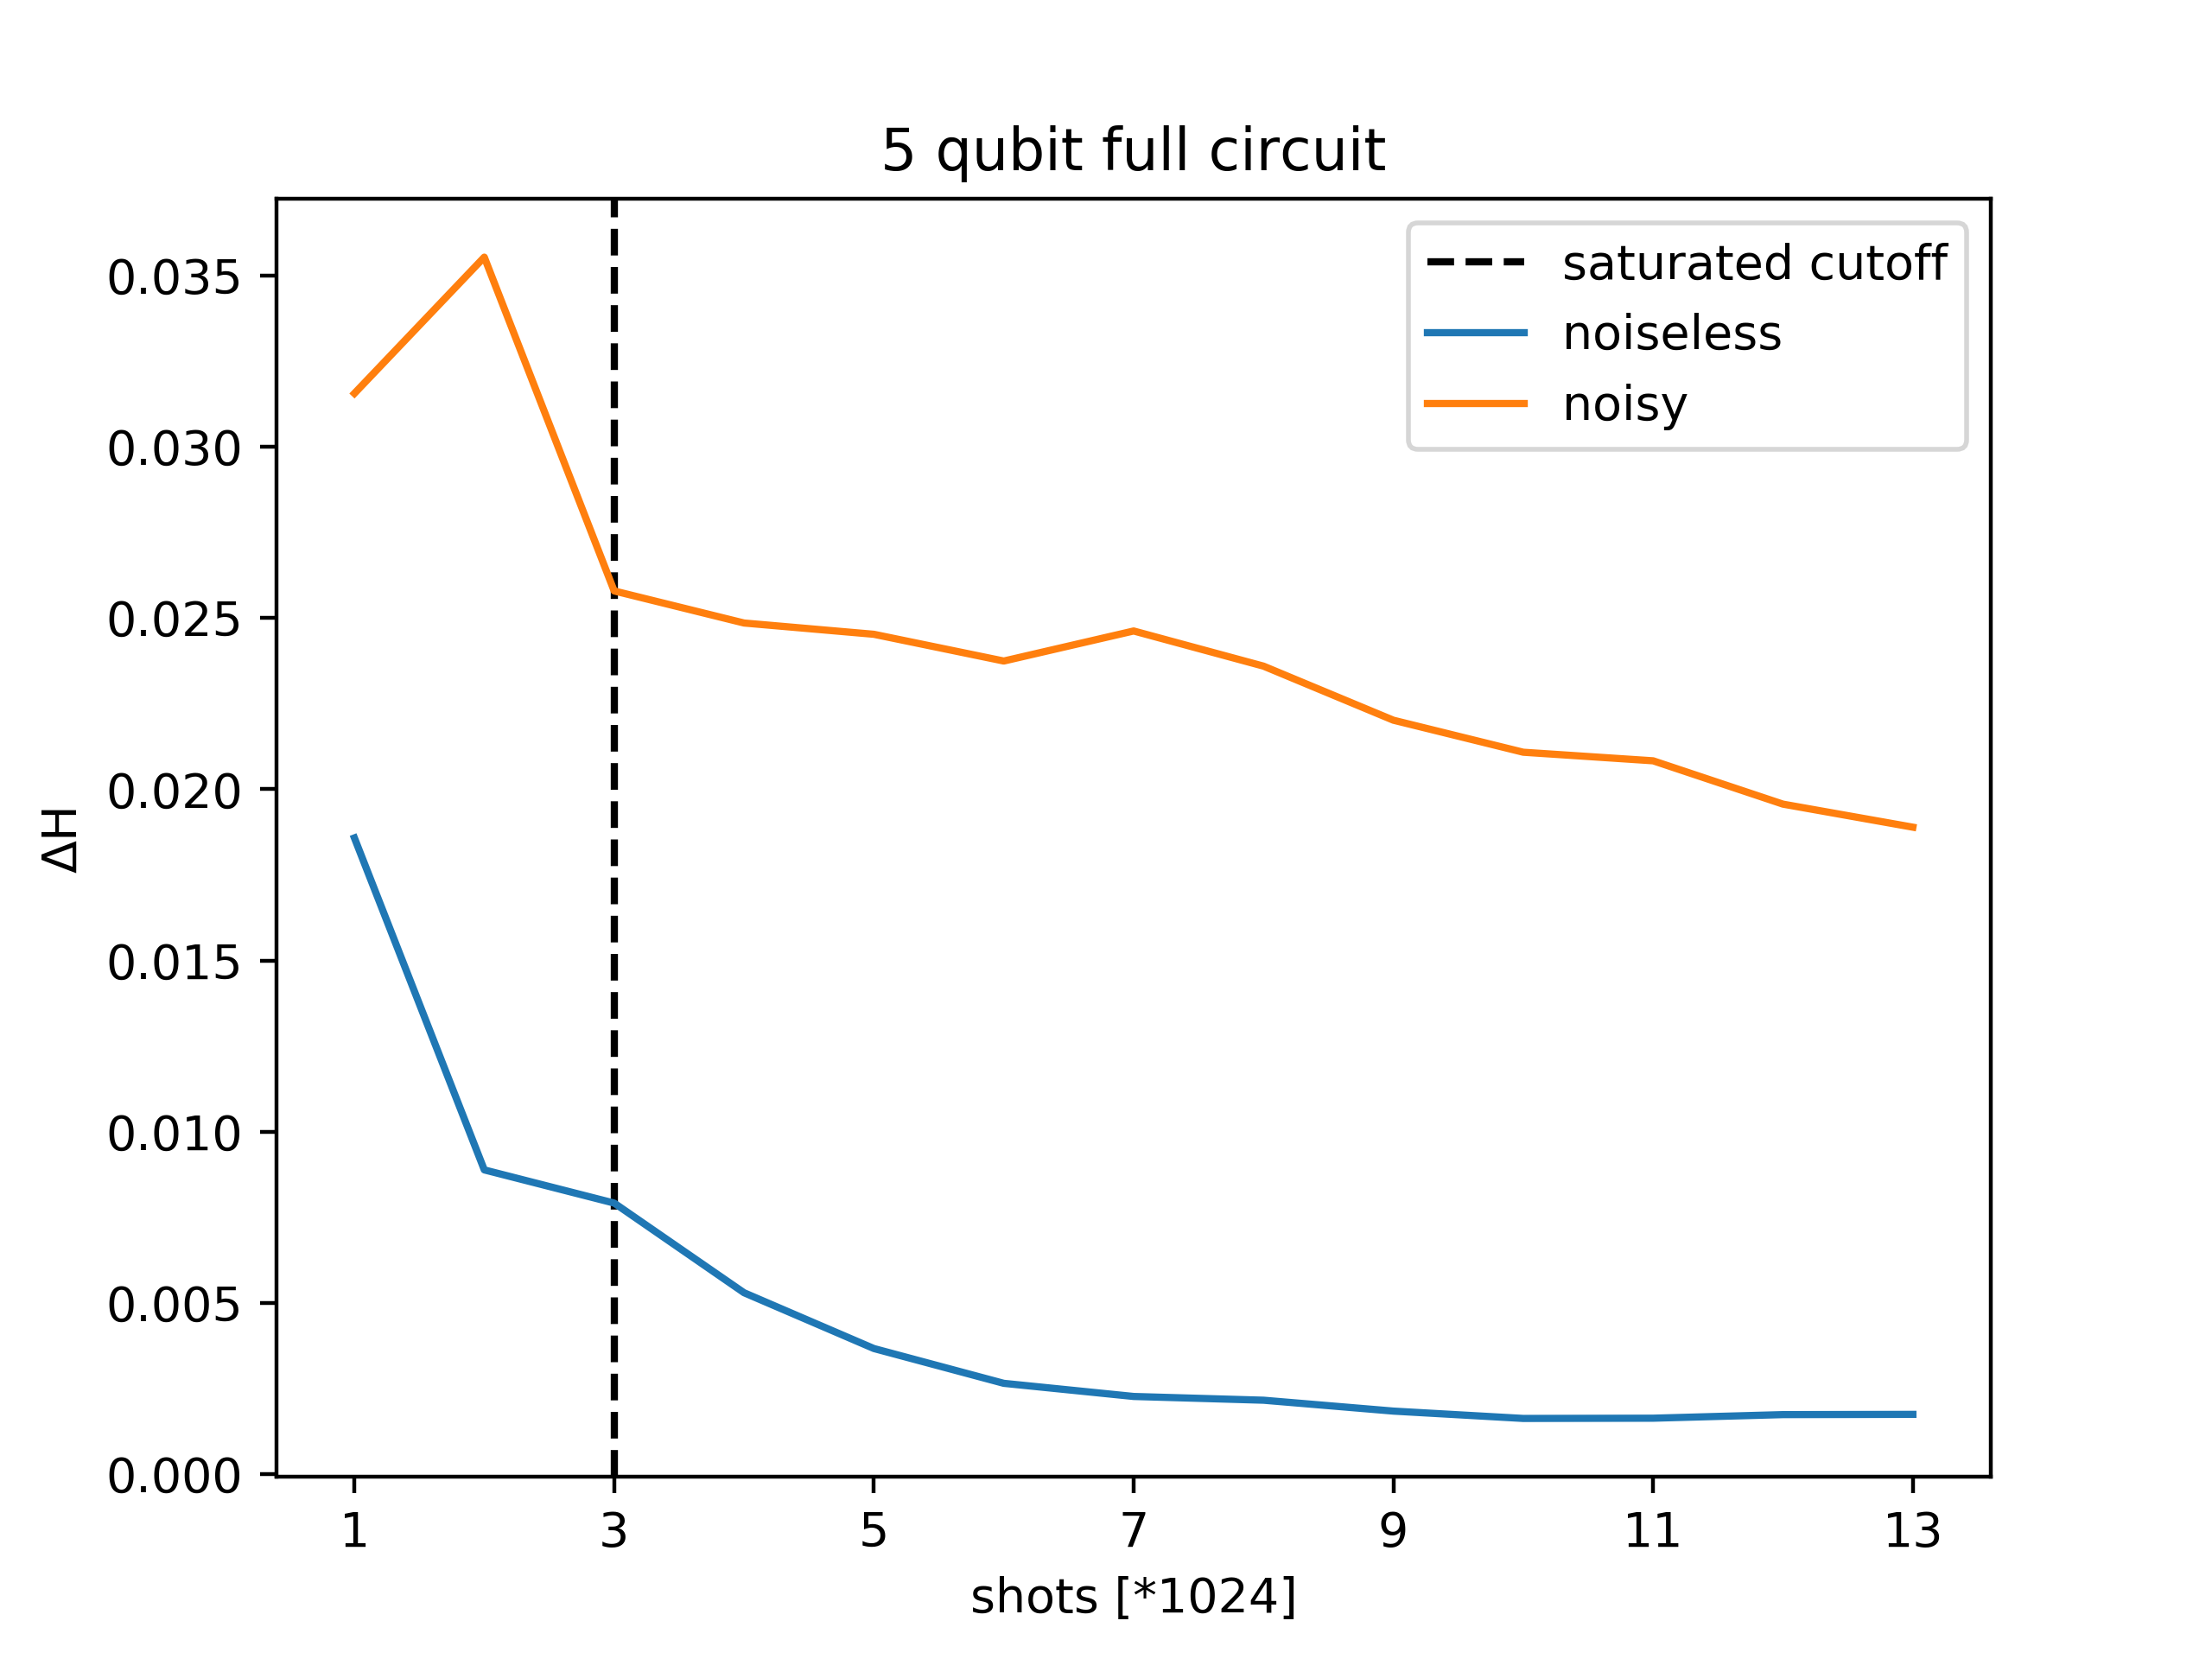 5 qubit full circuit
saturated cutoff
noiseless
noisy
0.035
0.030
0.025
0.020
0.015
0.010
0.005
0.000
ΔH
1 3 5 7 9 11 13
shots [*1024]